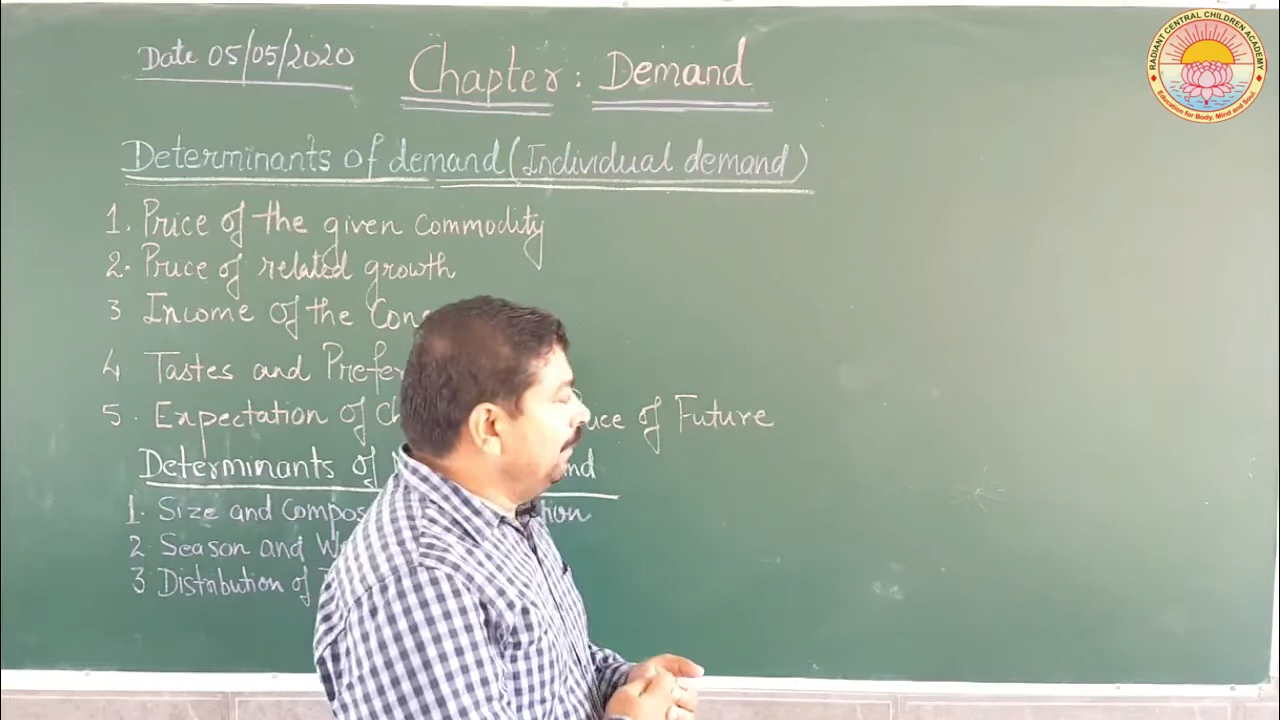 Date 05/05/2020
Chapter: Demand
RADIANT CENTRAL CHILDREN ACADEMY
Education for Body, Mind and Soul
Determinants of demand (Individual demand)
1. Price of the given commodity
2. Price of related growth
3 Income of the
4 Tastes and
5. Expectation of of Future
Determinants of
1. Size and
2 Season and
3 Distribution of